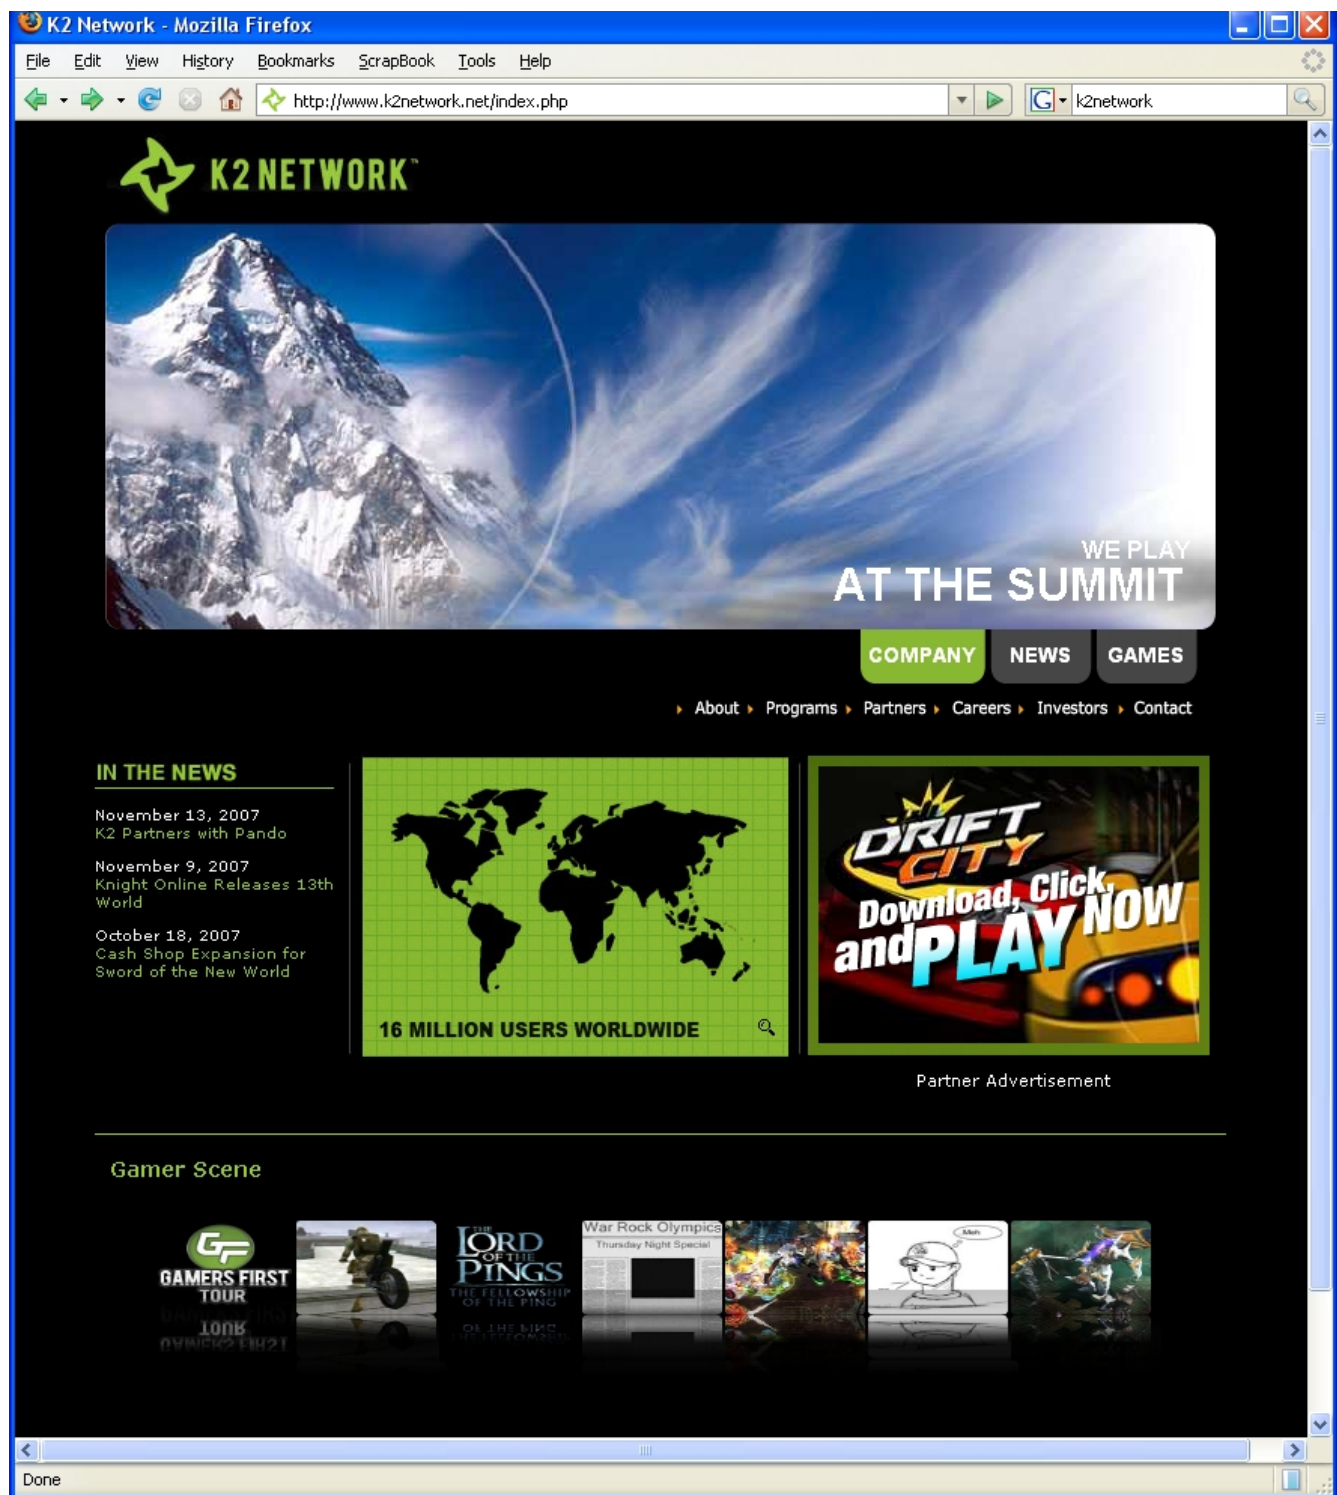 K2 Network - Mozilla Firefox
File Edit View History Bookmarks ScrapBook Tools Help
http://www.k2network.net/index.php
G
k2network
K2 NETWORK™
WE PLAY
AT THE SUMMIT
COMPANY NEWS GAMES
About Programs Partners Careers Investors Contact
IN THE NEWS
November 13, 2007
K2 Partners with Pando
November 9, 2007
Knight Online Releases 13th
World
October 18, 2007
Cash Shop Expansion for
Sword of the New World
16 MILLION USERS WORLDWIDE
DRIFT
CITY
Download, Click,
and PLAY NOW
Partner Advertisement
Gamer Scene
GF
GAMERS FIRST
TOUR
THE
LORD
OF THE
PINGS
THE FELLOWSHIP
OF THE PING
War Rock Olympics
Thursday Night Special
Meh
Done